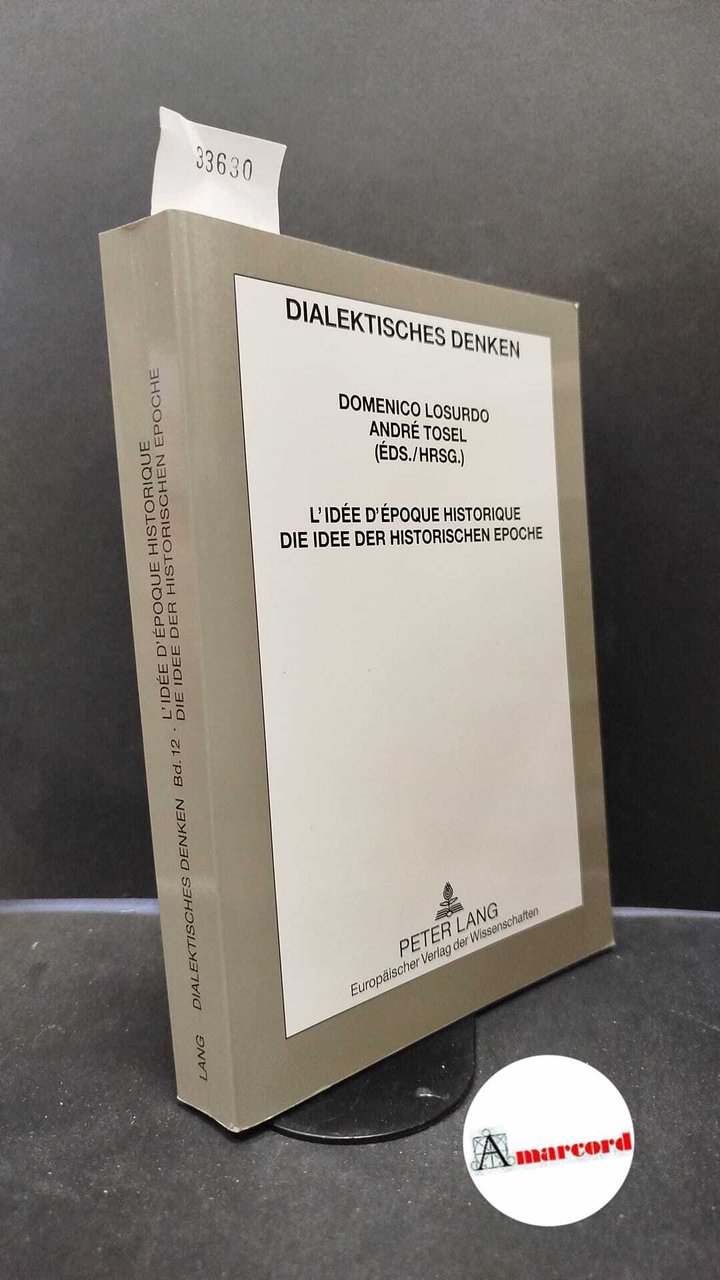 33630
DIALEKTISCHES DENKEN
DOMENICO LOSURDO
ANDRÉ TOSEL
(ÉDS./HRSG.)
L'IDÉE D'ÉPOQUE HISTORIQUE
DIE IDEE DER HISTORISCHEN EPOCHE
PETER LANG
Europäischer Verlag der Wissenschaften
LANG DIALEKTISCHES DENKEN Bd. 12 · L'IDÉE D'ÉPOQUE HISTORIQUE
DIE IDEE DER HISTORISCHEN EPOCHE
Amarcord